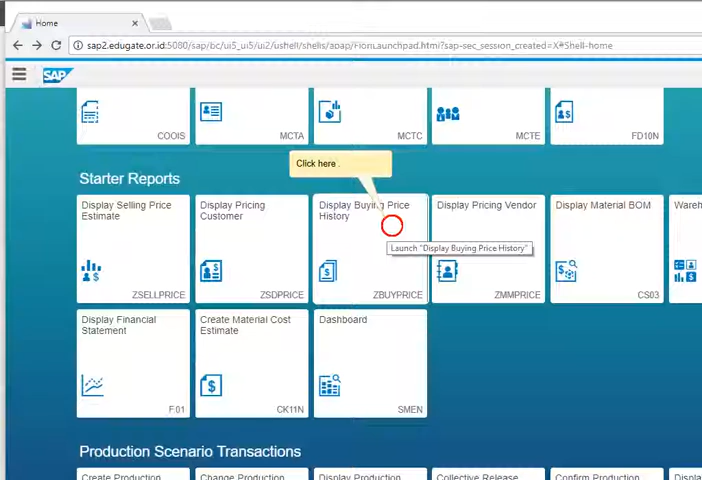 Home
sap2.edugate.or.id:5080/sap/bc/ui5_ui5/ui2/ushell/shells/abap/FioriLaunchpad.html?sap-sec_session_created=X#Shell-home
SAP
COOIS
MCTA
MCTC
MCTE
FD10N
Click here .
Starter Reports
Display Selling Price
Estimate
ZSELLPRICE
Display Pricing
Customer
ZSDPRICE
Display Buying Price
History
ZBUYPRICE
Launch "Display Buying Price History"
Display Pricing Vendor
ZMMPRICE
Display Material BOM
CS03
Display Financial
Statement
F.01
Create Material Cost
Estimate
CK11N
Dashboard
SMEN
Production Scenario Transactions
Create Production
Change Production
Display Production
Collective Release
Confirm Production